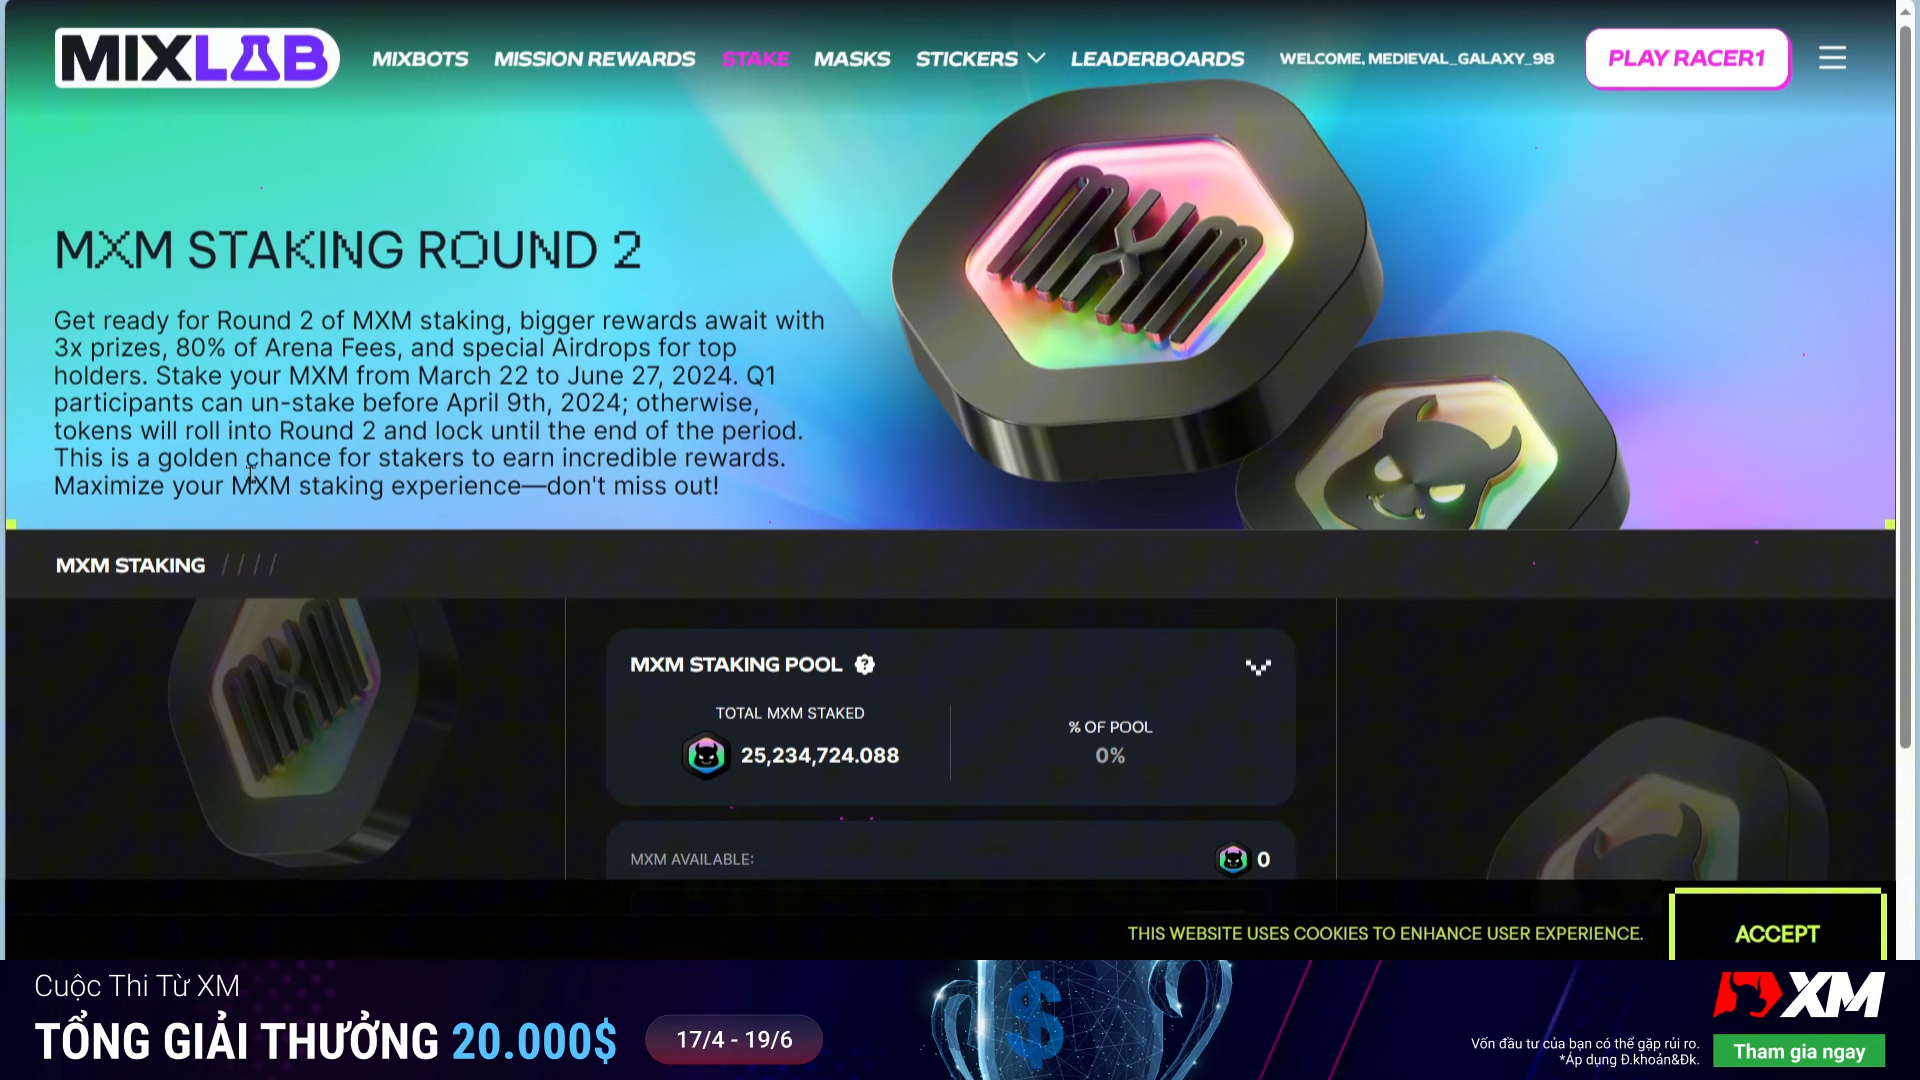 MIXLAB
MIXBOTS MISSION REWARDS STAKE MASKS STICKERS LEADERBOARDS WELCOME, MEDIEVAL_GALAXY_98 PLAY RACER1
MXM
MXM STAKING ROUND 2
Get ready for Round 2 of MXM staking, bigger rewards await with
3x prizes, 80% of Arena Fees, and special Airdrops for top
holders. Stake your MXM from March 22 to June 27, 2024. Q1
participants can un-stake before April 9th, 2024; otherwise,
tokens will roll into Round 2 and lock until the end of the period.
This is a golden chance for stakers to earn incredible rewards.
Maximize your MXM staking experience—don't miss out!
MXM STAKING ////
MXM
MXM STAKING POOL ?
TOTAL MXM STAKED
25,234,724.088
% OF POOL
0%
MXM AVAILABLE:
0
THIS WEBSITE USES COOKIES TO ENHANCE USER EXPERIENCE.
ACCEPT
Cuộc Thi Từ XM
TỔNG GIẢI THƯỞNG 20.000$
17/4 - 19/6
$
XM
Vốn đầu tư của bạn có thể gặp rủi ro.
*Áp dụng Đ.khoản&Đk.
Tham gia ngay